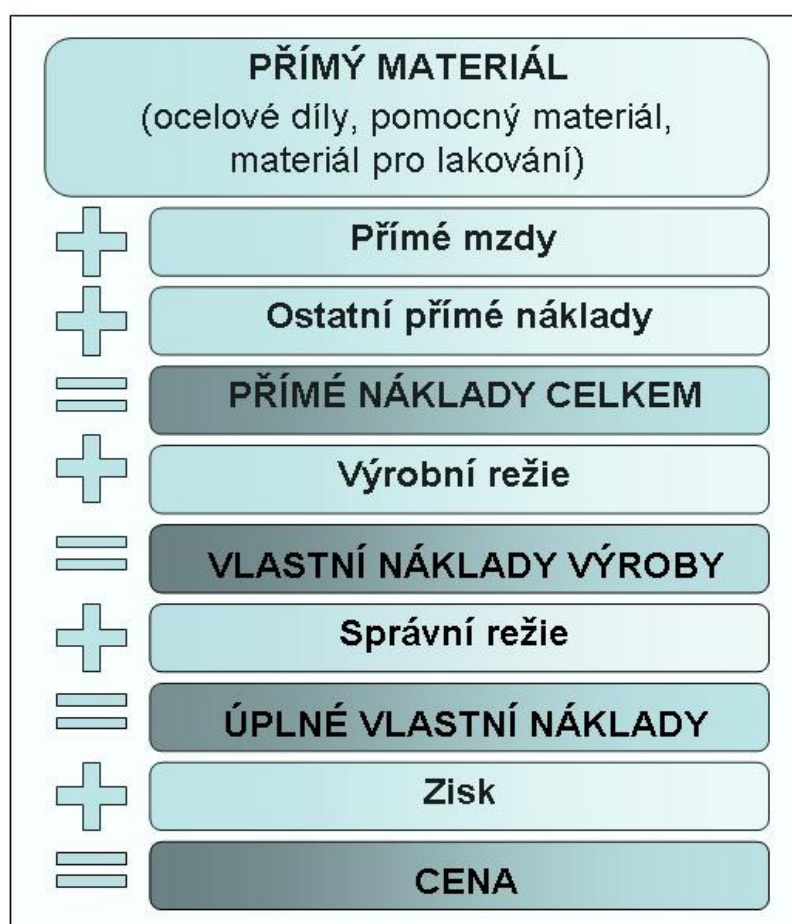 PŘÍMÝ MATERIÁL
(ocelové díly, pomocný materiál,
materiál pro lakování)
Přímé mzdy
Ostatní přímé náklady
PŘÍMÉ NÁKLADY CELKEM
Výrobní režie
VLASTNÍ NÁKLADY VÝROBY
Správní režie
ÚPLNÉ VLASTNÍ NÁKLADY
Zisk
CENA